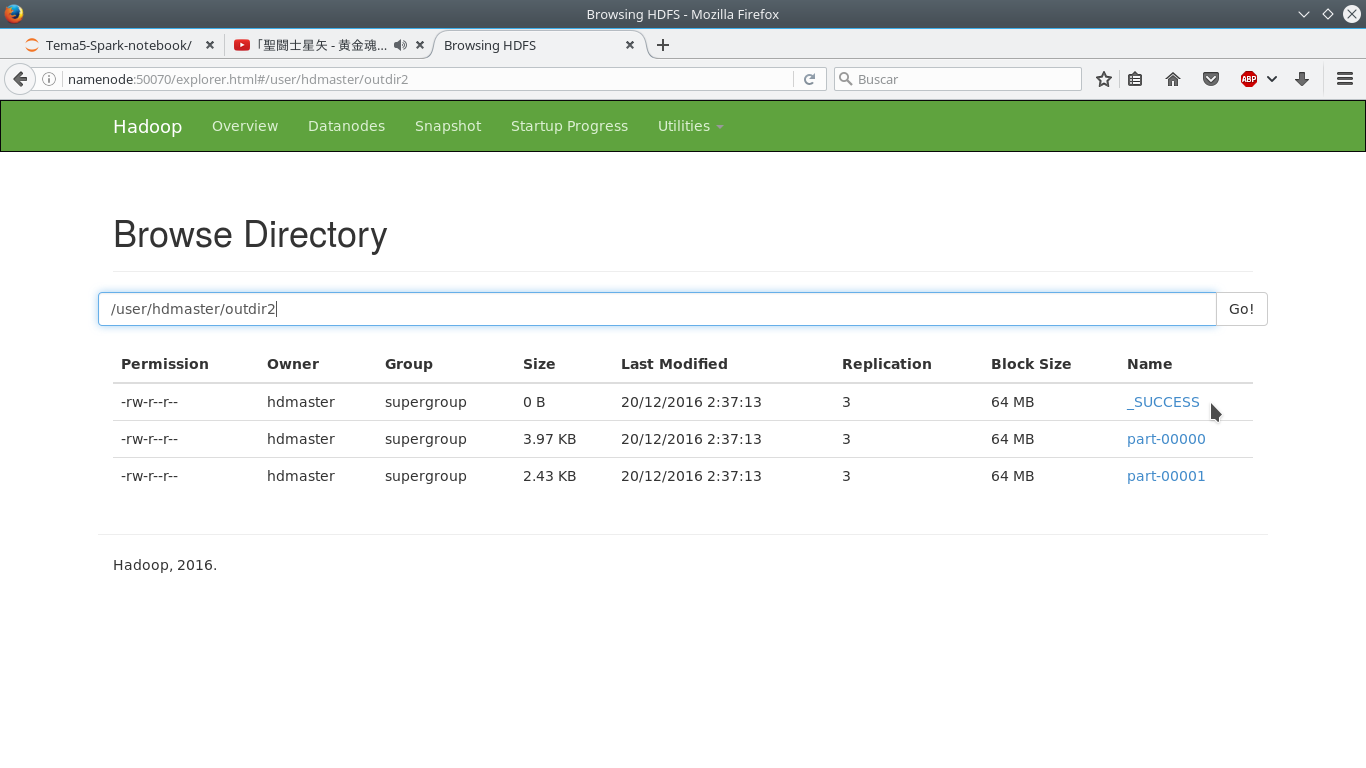 Browsing HDFS - Mozilla Firefox
Tema5-Spark-notebook/ 「聖闘士星矢 - 黄金魂... Browsing HDFS
namenode:50070/explorer.html#/user/hdmaster/outdir2 Buscar ABP
Hadoop Overview Datanodes Snapshot Startup Progress Utilities
Browse Directory
/user/hdmaster/outdir2 Go!
Permission Owner Group Size Last Modified Replication Block Size Name
-rw-r--r-- hdmaster supergroup 0 B 20/12/2016 2:37:13 3 64 MB _SUCCESS
-rw-r--r-- hdmaster supergroup 3.97 KB 20/12/2016 2:37:13 3 64 MB part-00000
-rw-r--r-- hdmaster supergroup 2.43 KB 20/12/2016 2:37:13 3 64 MB part-00001
Hadoop, 2016.